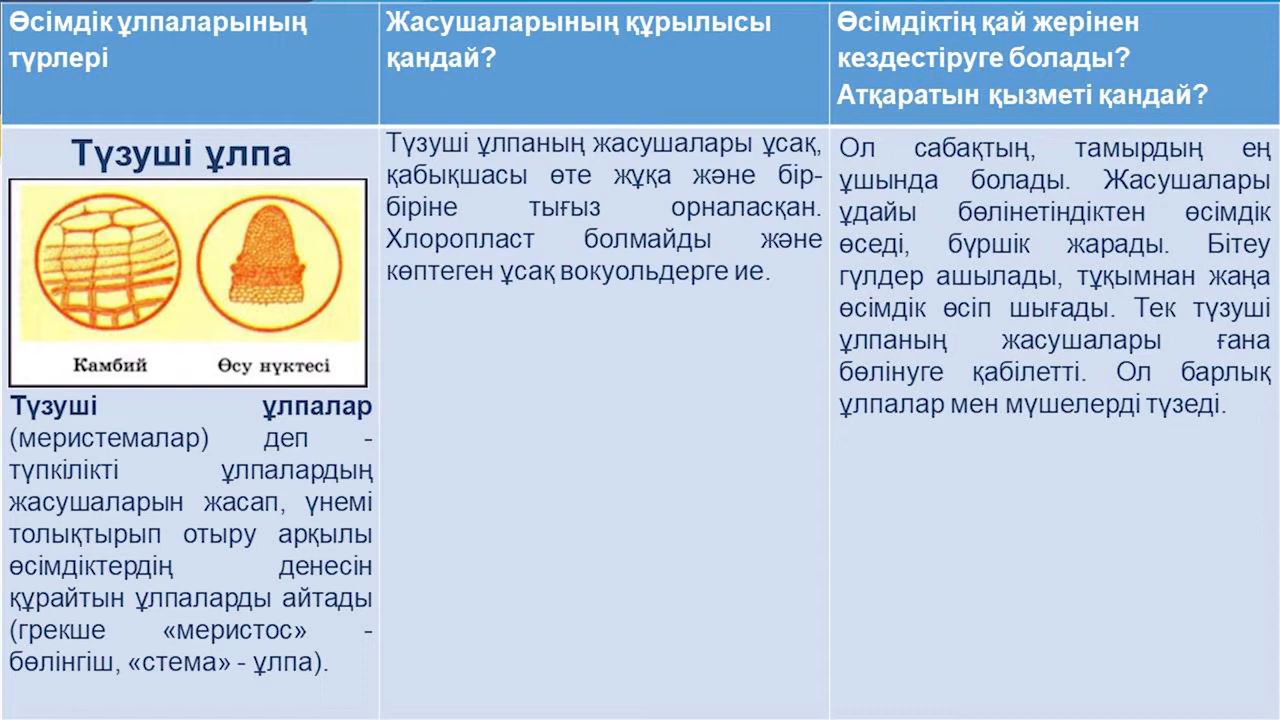 Өсімдік ұлпаларының
түрлері
Жасушаларының құрылысы
қандай?
Өсімдіктің қай жерінен
кездестіруге болады?
Атқаратын қызметі қандай?
Түзуші ұлпа
Камбий
Өсу нүктесі
Түзуші ұлпалар
(меристемалар) деп -
түпкілікті ұлпалардың
жасушаларын жасап, үнемі
толықтырып отыру арқылы
өсімдіктердің денесін
құрайтын ұлпаларды айтады
(грекше «меристос» -
бөлінгіш, «стема» - ұлпа).
Түзуші ұлпаның жасушалары ұсақ,
қабықшасы өте жұқа және бір-
біріне тығыз орналасқан.
Хлоропласт болмайды және
көптеген ұсақ вокуольдерге ие.
Ол сабақтың, тамырдың ең
ұшында болады. Жасушалары
ұдайы бөлінетіндіктен өсімдік
өседі, бүршік жарады. Бітеу
гүлдер ашылады, тұқымнан жаңа
өсімдік өсіп шығады. Тек түзуші
ұлпаның жасушалары ғана
бөлінуге қабілетті. Ол барлық
ұлпалар мен мүшелерді түзеді.